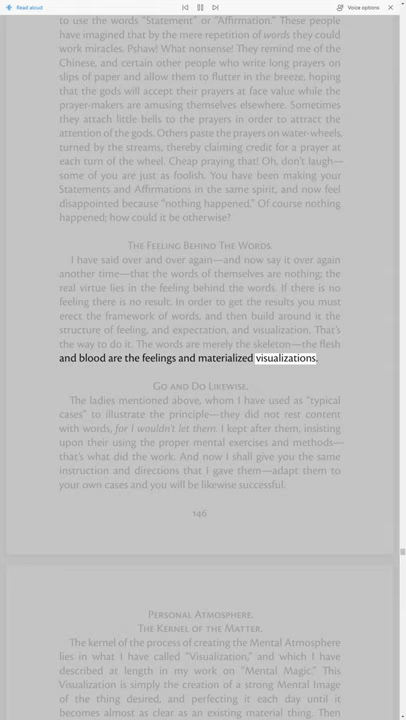 Read aloud
Voice options
to use the words "Statement" or "Affirmation." These people
have imagined that by the mere repetition of words they could
work miracles. Pshaw! What nonsense! They remind me of the
Chinese, and certain other people who write long prayers on
slips of paper and allow them to flutter in the breeze, hoping
that the gods will accept their prayers at face value while the
prayer-makers are amusing themselves elsewhere. Sometimes
they attach little bells to the prayers in order to attract the
attention of the gods. Others paste the prayers on water-wheels,
turned by the streams, thereby claiming credit for a prayer at
each turn of the wheel. Cheap praying that! Oh, don't laugh—
some of you are just as foolish. You have been making your
Statements and Affirmations in the same spirit, and now feel
disappointed because "nothing happened." Of course nothing
happened; how could it be otherwise?
The Feeling Behind The Words.
I have said over and over again—and now say it over again
another time—that the words of themselves are nothing; the
real virtue lies in the feeling behind the words. If there is no
feeling there is no result. In order to get the results you must
erect the framework of words, and then build around it the
structure of feeling, and expectation, and visualization. That's
the way to do it. The words are merely the skeleton—the flesh
and blood are the feelings and materialized visualizations.
Go and Do Likewise.
The ladies mentioned above, whom I have used as "typical
cases" to illustrate the principle—they did not rest content
with words, for I wouldn't let them. I kept after them, insisting
upon their using the proper mental exercises and methods—
that's what did the work. And now I shall give you the same
instruction and directions that I gave them—adapt them to
your own cases and you will be likewise successful.
146
Personal Atmosphere.
The Kernel of the Matter.
The kernel of the process of creating the Mental Atmosphere
lies in what I have called "Visualization," and which I have
described at length in my work on "Mental Magic." This
Visualization is simply the creation of a strong Mental Image
of the thing desired, and perfecting it each day until it
becomes almost as clear as an existing material thing. Then